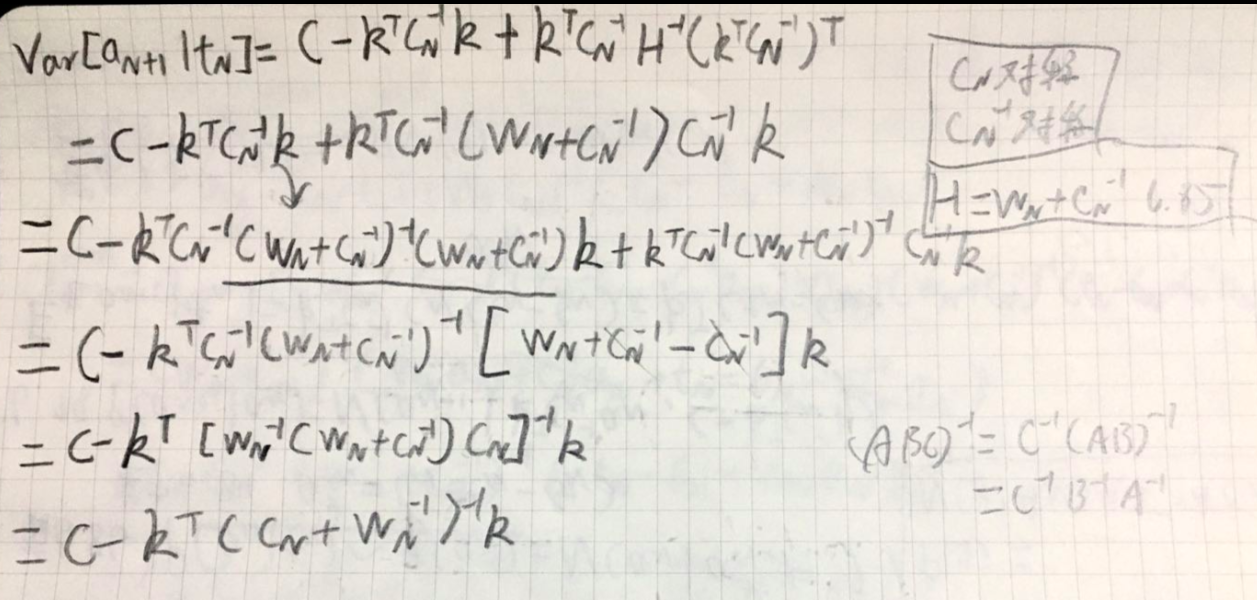 Var[a_{N+1}|t_N] = C - k^T C_N^{-1} k + k^T C_N^{-1} H^{-1} (k^T C_N^{-1})^T
= C - k^T C_N^{-1} k + k^T C_N^{-1} (W_N + C_N^{-1}) C_N^{-1} k
= C - k^T C_N^{-1} (W_N + C_N^{-1})^{-1} (W_N + C_N^{-1}) k + k^T C_N^{-1} (W_N + C_N^{-1})^{-1} C_N^{-1} k
= C - k^T C_N^{-1} (W_N + C_N^{-1})^{-1} [W_N + C_N^{-1} - C_N^{-1}] k
= C - k^T [W_N^{-1} (W_N + C_N^{-1}) C_N]^{-1} k
= C - k^T (C_N + W_N^{-1})^{-1} k
C_N 对称
C_N^{-1} 对称
H = W_N + C_N^{-1} 6.85
(ABC)^{-1} = C^{-1} (AB)^{-1}
= C^{-1} B^{-1} A^{-1}